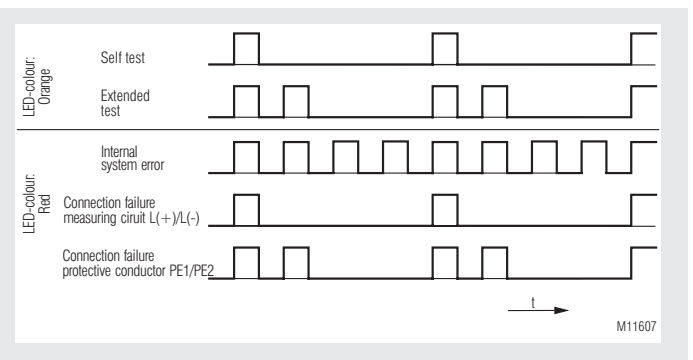 LED-colour:
Orange
Self test
Extended
test
LED-colour:
Red
Internal
system error
Connection failure
measuring ciruit L(+)/L(-)
Connection failure
protective conductor PE1/PE2
t
M11607